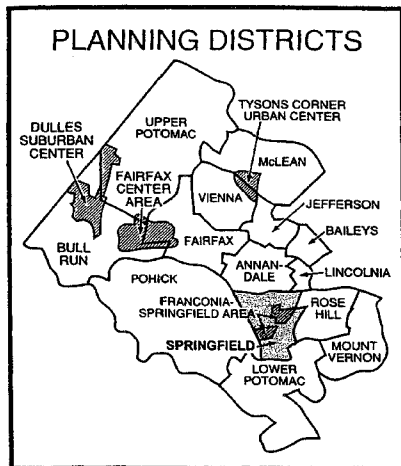 PLANNING DISTRICTS
UPPER
POTOMAC
TYSONS CORNER
URBAN CENTER
DULLES
SUBURBAN
CENTER
McLEAN
FAIRFAX
CENTER
AREA
VIENNA
JEFFERSON
BAILEYS
FAIRFAX
BULL
RUN
ANNAN-
DALE
LINCOLNIA
POHICK
FRANCONIA-
SPRINGFIELD AREA
ROSE
HILL
SPRINGFIELD
MOUNT
VERNON
LOWER
POTOMAC